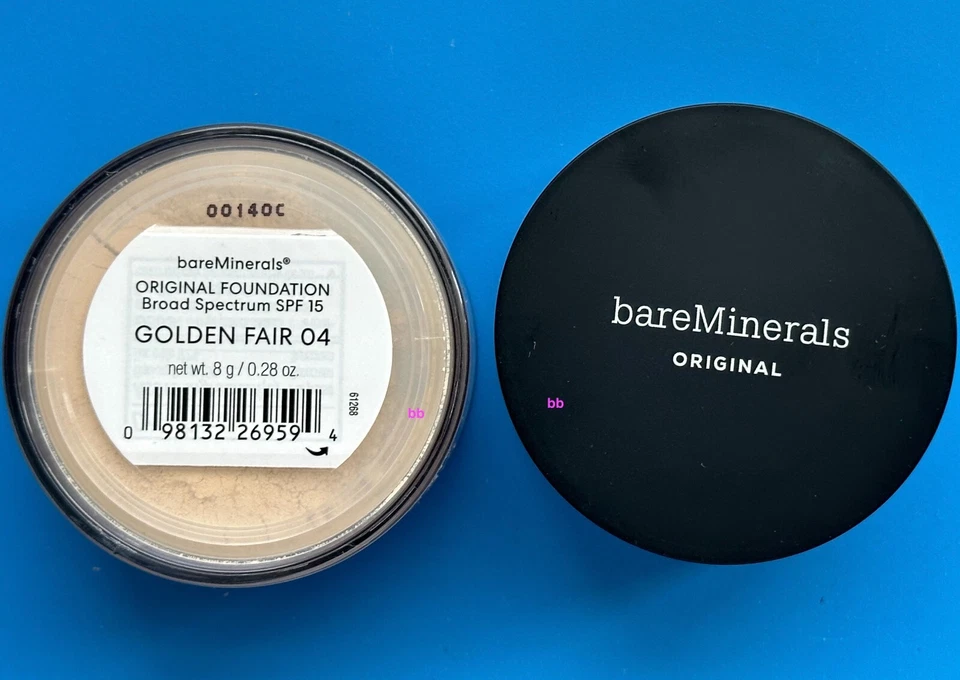 00140C
bareMinerals®
ORIGINAL FOUNDATION
Broad Spectrum SPF 15
GOLDEN FAIR 04
net wt. 8 g / 0.28 oz.
61268
0 98132 26959 4
bb
bareMinerals
ORIGINAL
bb